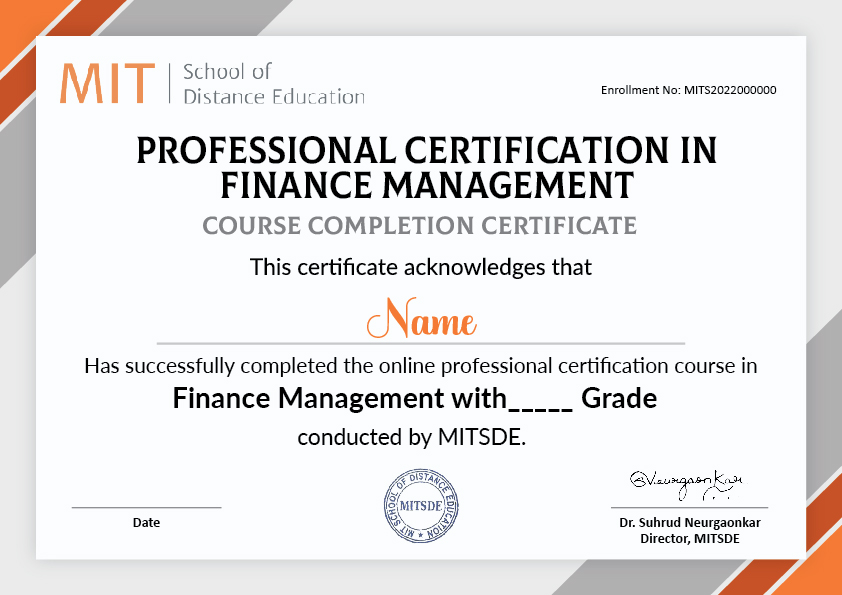 MIT School of
Distance Education
Enrollment No: MITS2022000000
PROFESSIONAL CERTIFICATION IN
FINANCE MANAGEMENT
COURSE COMPLETION CERTIFICATE
This certificate acknowledges that
Name
Has successfully completed the online professional certification course in
Finance Management with_____ Grade
conducted by MITSDE.
MIT SCHOOL OF DISTANCE EDUCATION
MITSDE
SNeurgaonkar
Date
Dr. Suhrud Neurgaonkar
Director, MITSDE